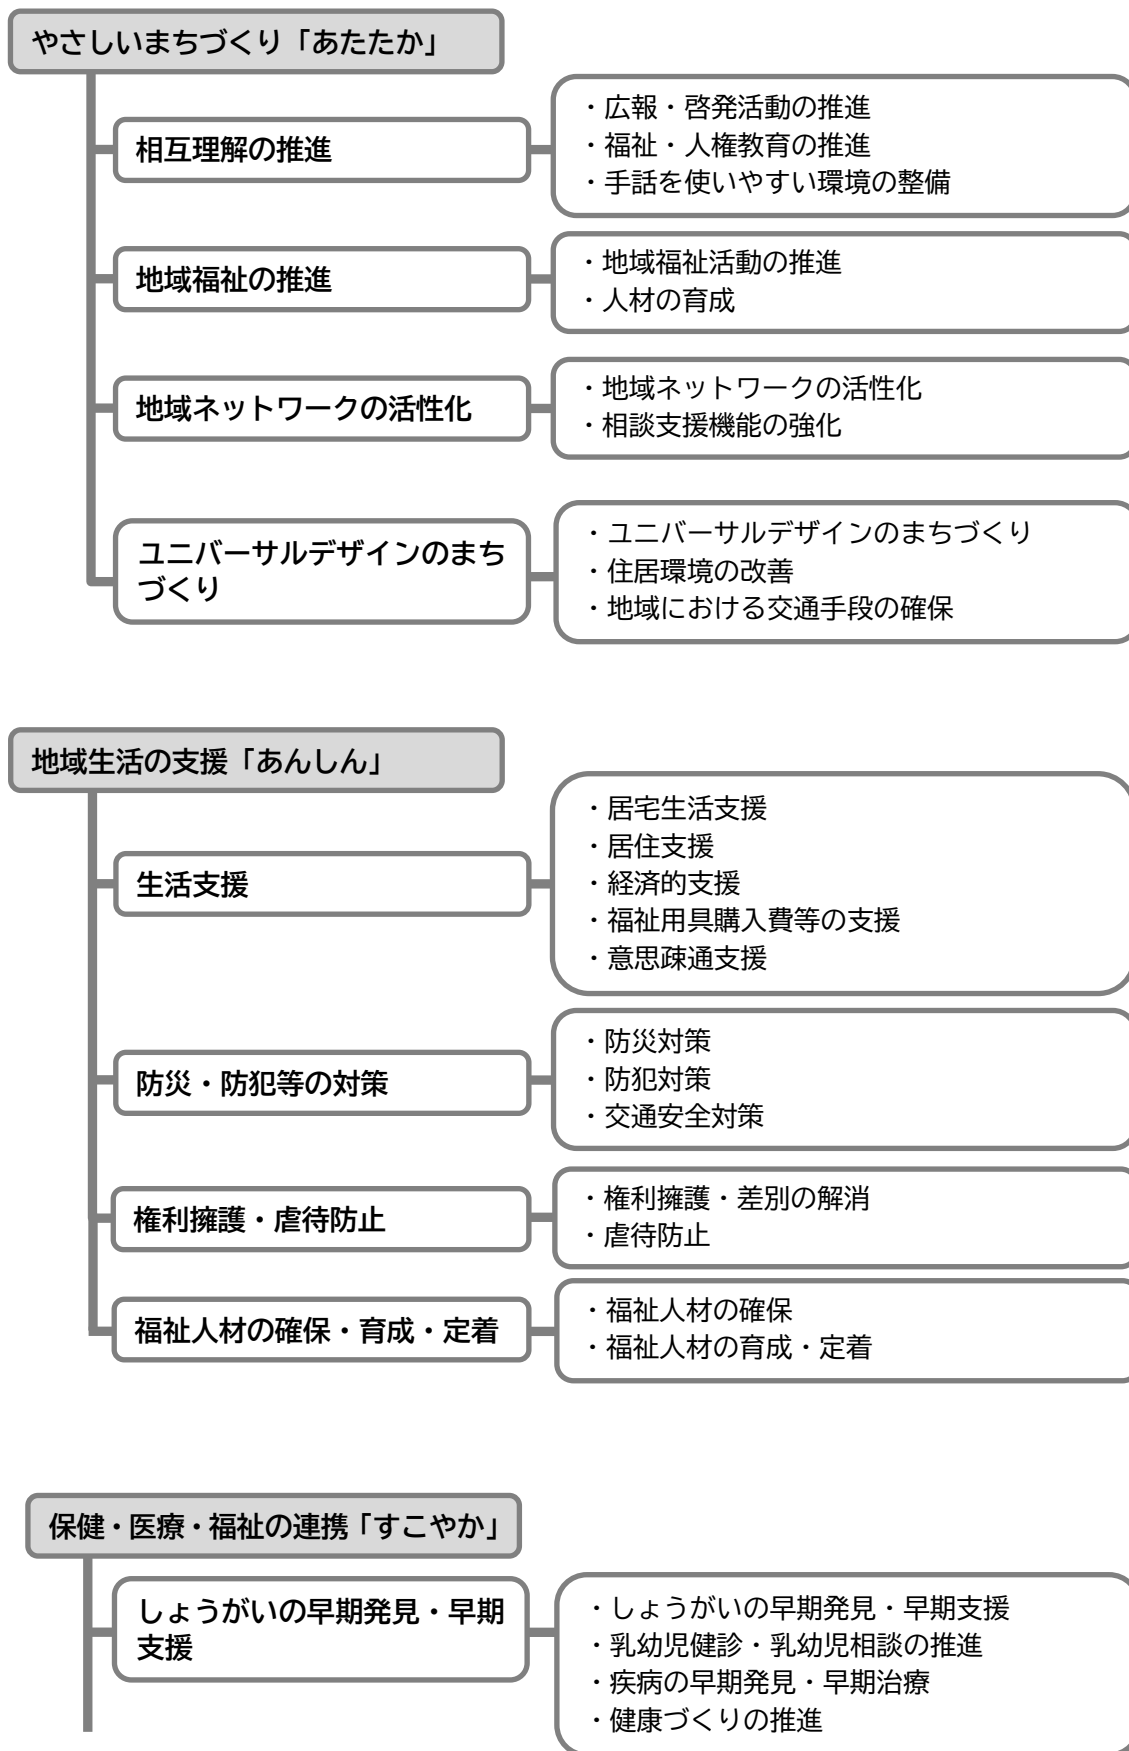 やさしいまちづくり「あたたか」
相互理解の推進
・広報・啓発活動の推進
・福祉・人権教育の推進
・手話を使いやすい環境の整備
地域福祉の推進
・地域福祉活動の推進
・人材の育成
地域ネットワークの活性化
・地域ネットワークの活性化
・相談支援機能の強化
ユニバーサルデザインのまち
づくり
・ユニバーサルデザインのまちづくり
・住居環境の改善
・地域における交通手段の確保
地域生活の支援「あんしん」
生活支援
・居宅生活支援
・居住支援
・経済的支援
・福祉用具購入費等の支援
・意思疎通支援
防災・防犯等の対策
・防災対策
・防犯対策
・交通安全対策
権利擁護・虐待防止
・権利擁護・差別の解消
・虐待防止
福祉人材の確保・育成・定着
・福祉人材の確保
・福祉人材の育成・定着
保健・医療・福祉の連携「すこやか」
しょうがいの早期発見・早期
支援
・しょうがいの早期発見・早期支援
・乳幼児健診・乳幼児相談の推進
・疾病の早期発見・早期治療
・健康づくりの推進